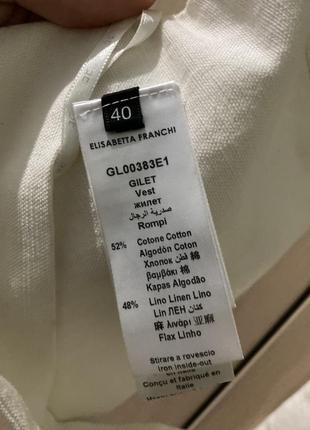 40
ELISABETTA FRANCHI
GL00383E1
GILET
Vest
жилет
صدرية الرجال
Rompi
52% Cotone Cotton
Algodòn Coton
Хлопок قطن 棉
βαμβάκι 棉
Kapas Algodão
48% Lino Linen Lino
Lin ЛЕН كتان
麻 λινάρι 亚麻
Flax Linho
Stirare a rovescio
Iron inside-out
Conçu et fabriqué en
Italie